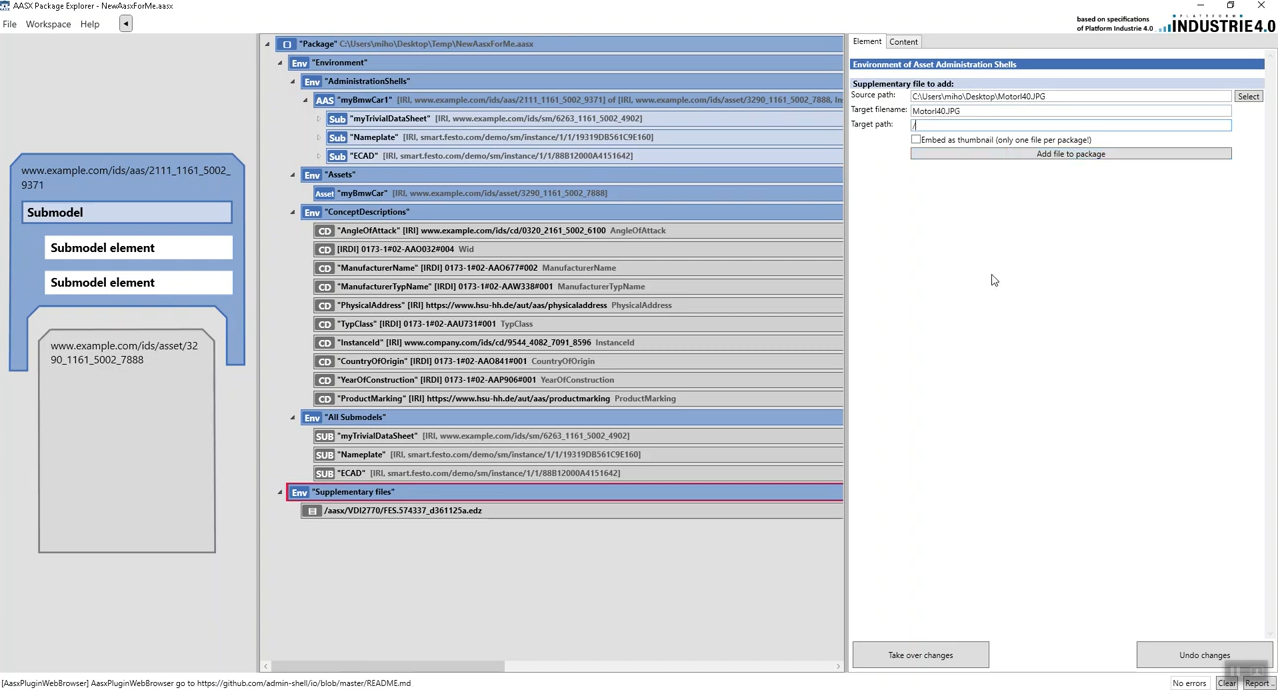 AASX Package Explorer - NewAasxForMe.aasx
File Workspace Help
based on specifications
of Platform Industrie 4.0
PLATTFORM
INDUSTRIE4.0
www.example.com/ids/aas/2111_1161_5002_
9371
Submodel
Submodel element
Submodel element
www.example.com/ids/asset/32
90_1161_5002_7888
"Package" C:\Users\miho\Desktop\Temp\NewAasxForMe.aasx
Env "Environment"
Env "AdministrationShells"
AAS "myBmwCar1" [IRI, www.example.com/ids/aas/2111_1161_5002_9371] of [IRI, www.example.com/ids/asset/3290_1161_5002_7888, In
Sub "myTrivialDataSheet" [IRI, www.example.com/ids/sm/6263_1161_5002_4902]
Sub "Nameplate" [IRI, smart.festo.com/demo/sm/instance/1/1/19319DB561C9E160]
Sub "ECAD" [IRI, smart.festo.com/demo/sm/instance/1/1/88B12000A4151642]
Env "Assets"
Asset "myBmwCar" [IRI, www.example.com/ids/asset/3290_1161_5002_7888]
Env "ConceptDescriptions"
CD "AngleOfAttack" [IRI] www.example.com/ids/cd/0320_2161_5002_6100 AngleOfAttack
CD [IRDI] 0173-1#02-AAO032#004 Wid
CD "ManufacturerName" [IRDI] 0173-1#02-AAO677#002 ManufacturerName
CD "ManufacturerTypName" [IRDI] 0173-1#02-AAW338#001 ManufacturerTypName
CD "PhysicalAddress" [IRI] https://www.hsu-hh.de/aut/aas/physicaladdress PhysicalAddress
CD "TypClass" [IRDI] 0173-1#02-AAU731#001 TypClass
CD "InstanceId" [IRI] www.company.com/ids/cd/9544_4082_7091_8596 InstanceId
CD "CountryOfOrigin" [IRDI] 0173-1#02-AAO841#001 CountryOfOrigin
CD "YearOfConstruction" [IRDI] 0173-1#02-AAP906#001 YearOfConstruction
CD "ProductMarking" [IRI] https://www.hsu-hh.de/aut/aas/productmarking ProductMarking
Env "All Submodels"
SUB "myTrivialDataSheet" [IRI, www.example.com/ids/sm/6263_1161_5002_4902]
SUB "Nameplate" [IRI, smart.festo.com/demo/sm/instance/1/1/19319DB561C9E160]
SUB "ECAD" [IRI, smart.festo.com/demo/sm/instance/1/1/88B12000A4151642]
Env "Supplementary files"
/aasx/VDI2770/FES.574337_d361125a.edz
Element Content
Environment of Asset Administration Shells
Supplementary file to add:
Source path: C:\Users\miho\Desktop\MotorI40.JPG Select
Target filename: MotorI40.JPG
Target path: /
Embed as thumbnail (only one file per package!)
Add file to package
Take over changes Undo changes
[AasxPluginWebBrowser] AasxPluginWebBrowser go to https://github.com/admin-shell/io/blob/master/README.md
No errors Clear Report ..